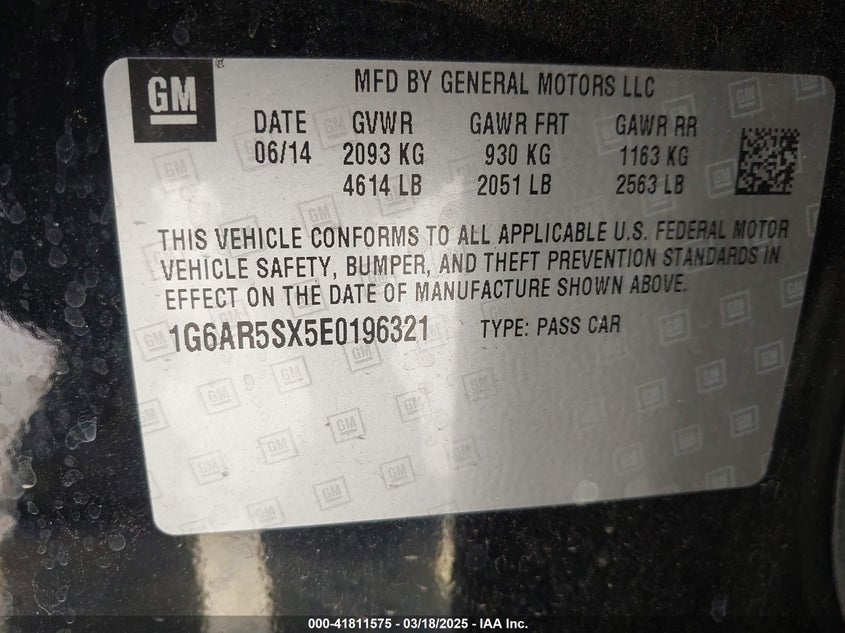 GM
MFD BY GENERAL MOTORS LLC
DATE GVWR GAWR FRT GAWR RR
06/14 2093 KG 930 KG 1163 KG
4614 LB 2051 LB 2563 LB
THIS VEHICLE CONFORMS TO ALL APPLICABLE U.S. FEDERAL MOTOR
VEHICLE SAFETY, BUMPER, AND THEFT PREVENTION STANDARDS IN
EFFECT ON THE DATE OF MANUFACTURE SHOWN ABOVE.
1G6AR5SX5E0196321 TYPE: PASS CAR
000-41811575 - 03/18/2025 - IAA Inc.